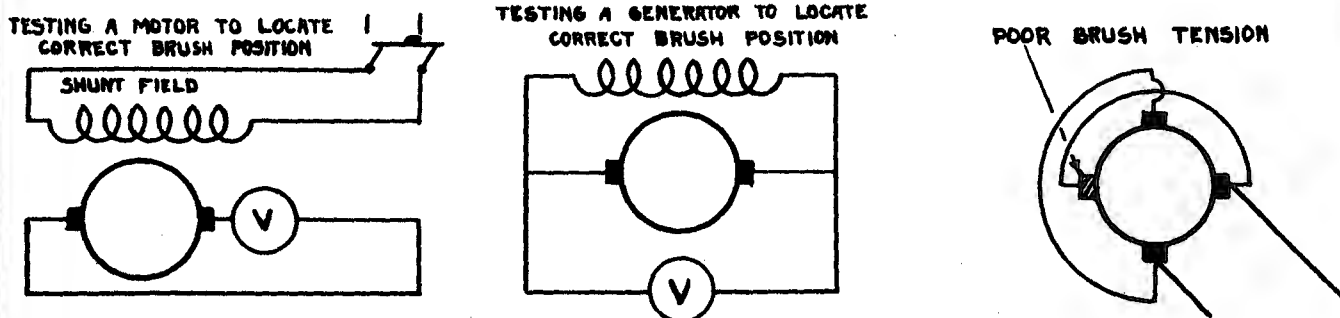 TESTING A MOTOR TO LOCATE
CORRECT BRUSH POSITION
SHUNT FIELD
V
TESTING A GENERATOR TO LOCATE
CORRECT BRUSH POSITION
V
POOR BRUSH TENSION